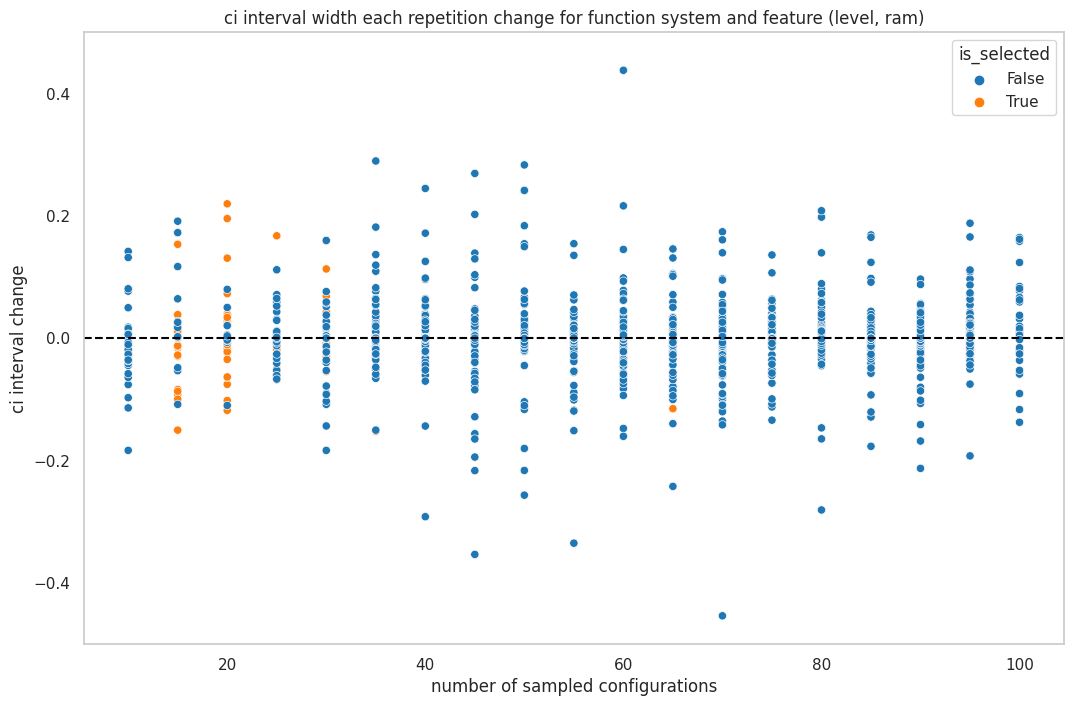 ci interval width each repetition change for function system and feature (level, ram)
is_selected
False
True
ci interval change
0.4
0.2
0.0
−0.2
−0.4
20
40
60
80
100
number of sampled configurations